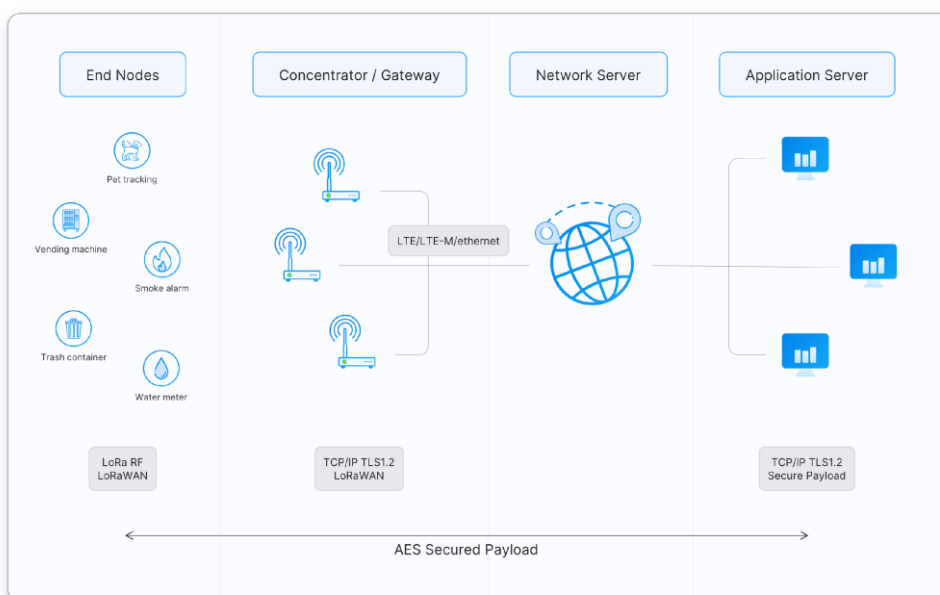 End Nodes
Concentrator / Gateway
Network Server
Application Server
Pet tracking
Vending machine
Smoke alarm
Trash container
Water meter
LTE/LTE-M/ethernet
LoRa RF
LoRaWAN
TCP/IP TLS1.2
LoRaWAN
TCP/IP TLS1.2
Secure Payload
AES Secured Payload